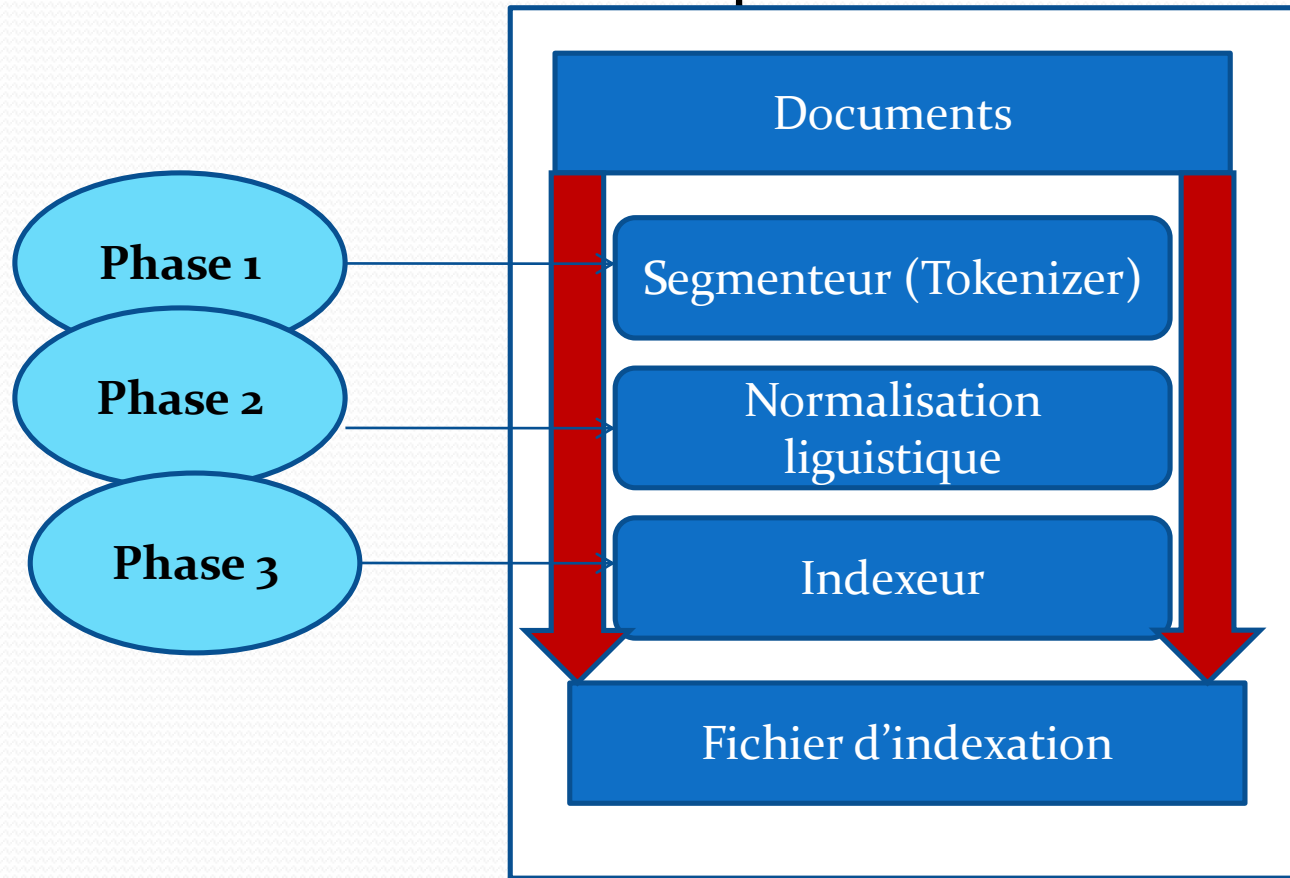 Documents
Phase 1
Segmenteur (Tokenizer)
Phase 2
Normalisation
liguistique
Phase 3
Indexeur
Fichier d’indexation